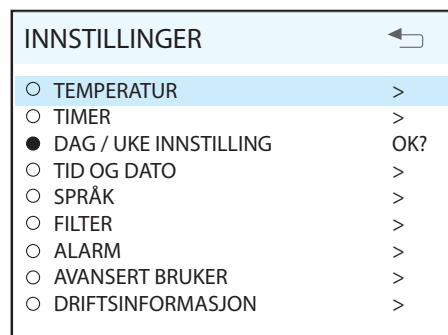 INNSTILLINGER
TEMPERATUR >
TIMER >
DAG / UKE INNSTILLING OK?
TID OG DATO >
SPRÅK >
FILTER >
ALARM >
AVANSERT BRUKER >
DRIFTSINFORMASJON >